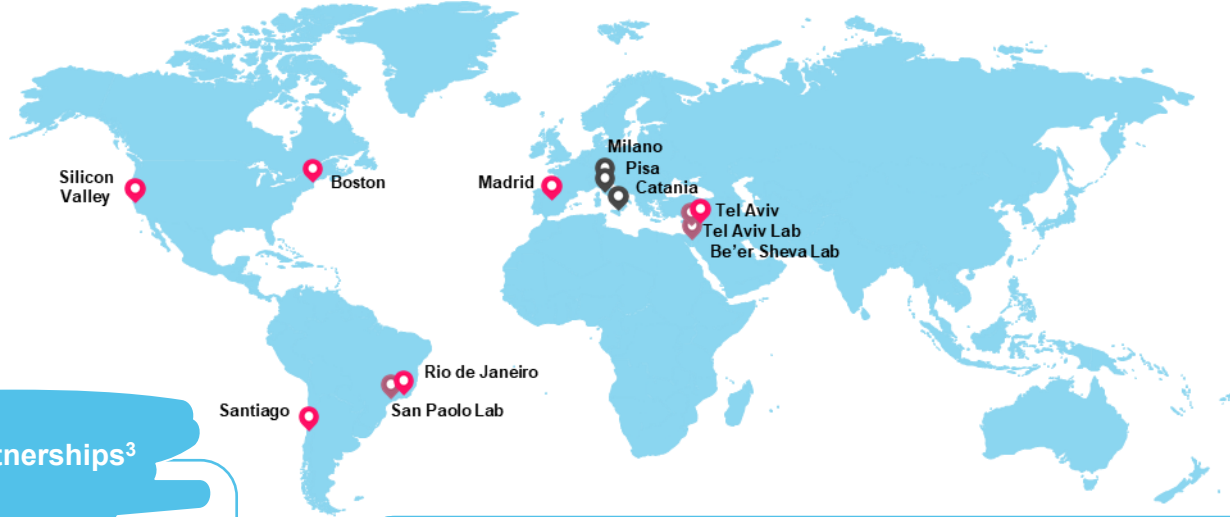 Milano
Pisa
Catania
Silicon
Valley
Boston
Madrid
Tel Aviv
Tel Aviv Lab
Be’er Sheva Lab
Rio de Janeiro
San Paolo Lab
Santiago
tnerships³